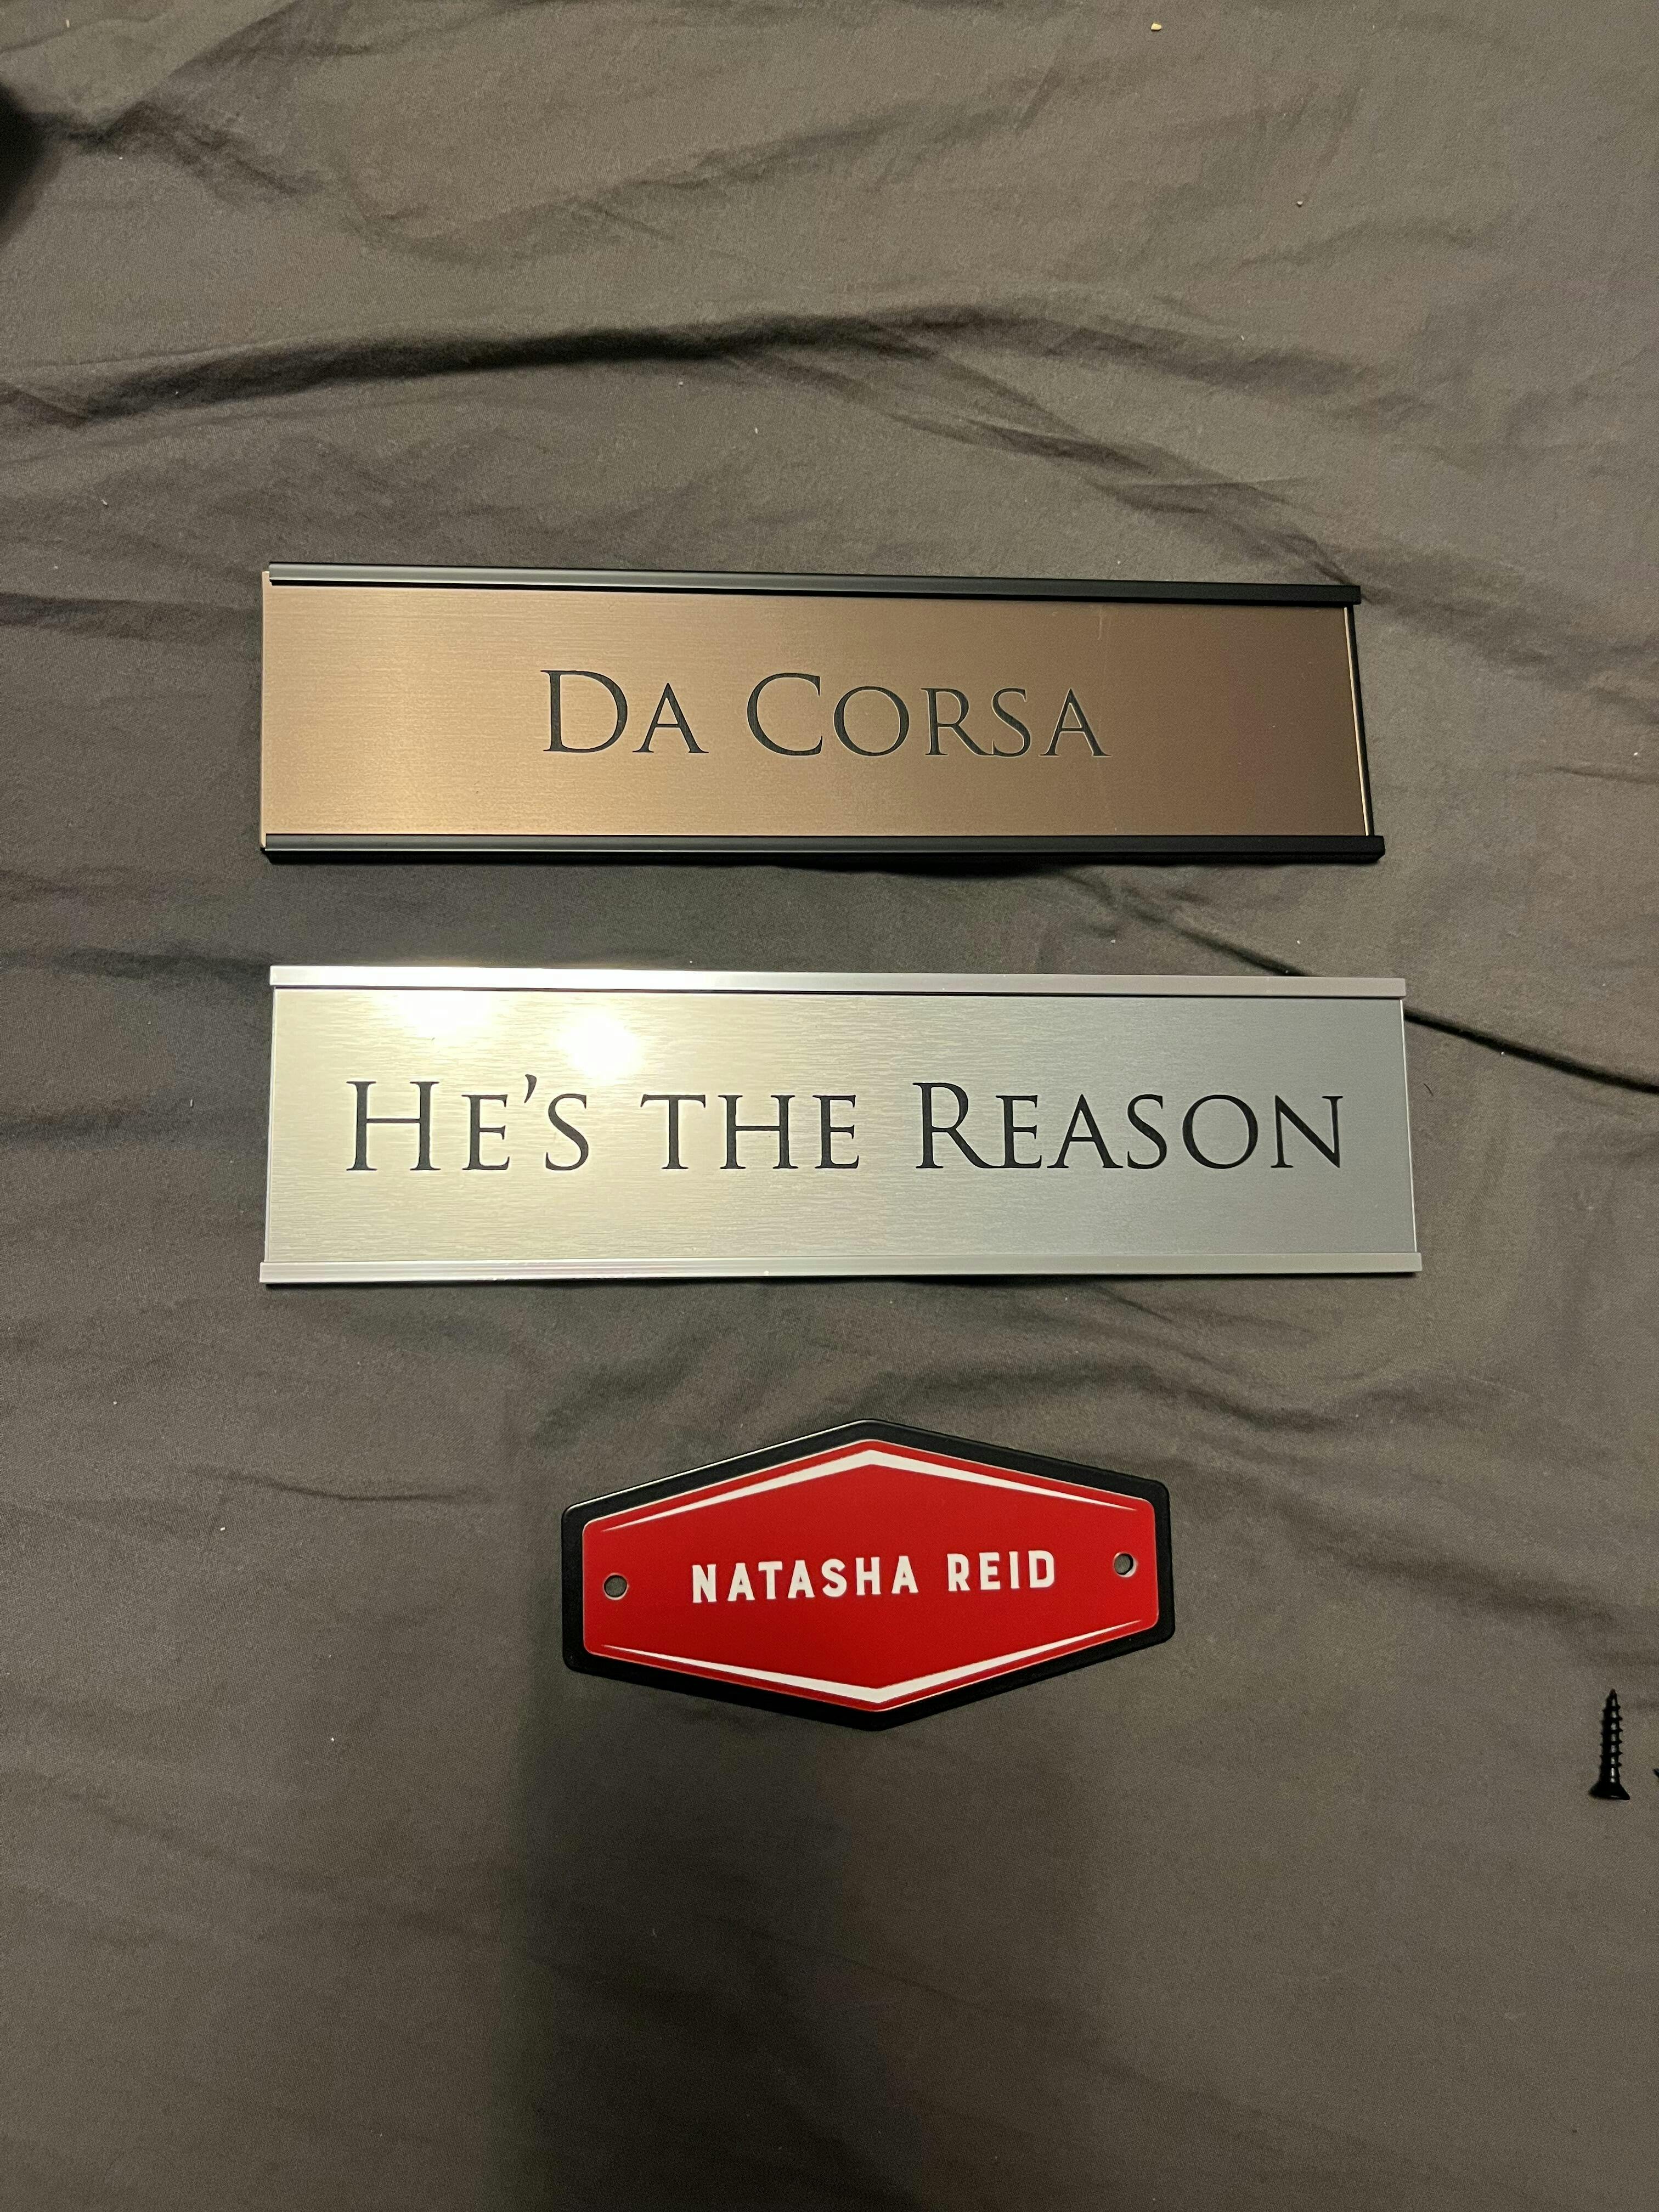 Da Corsa
He's the Reason
NATASHA REID